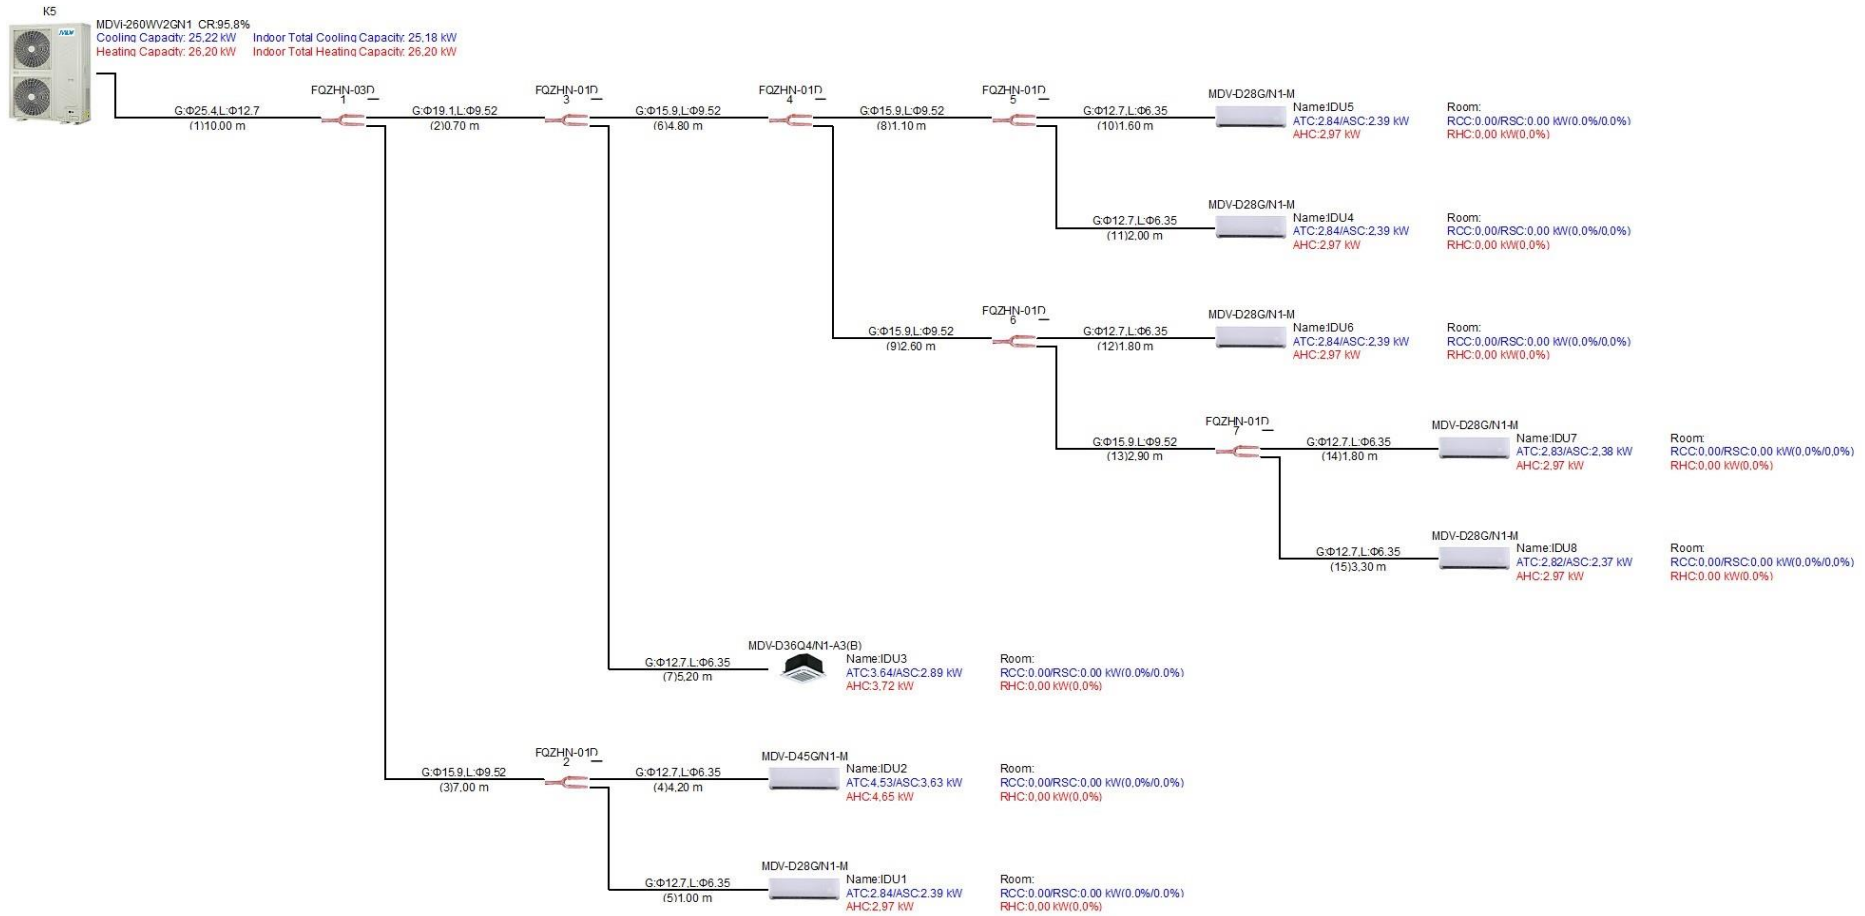 K5
MDV
MDVi-260WV2GN1 CR:95,8%
Cooling Capacity: 25,22 kW Indoor Total Cooling Capacity: 25,18 kW
Heating Capacity: 26,20 kW Indoor Total Heating Capacity: 26,20 kW
G:Φ25.4,L:Φ12.7
(1)10,00 m
FQZHN-03D
1
G:Φ19.1,L:Φ9.52
(2)0,70 m
FQZHN-01D
3
G:Φ15.9,L:Φ9.52
(6)4,80 m
FQZHN-01D
4
G:Φ15.9,L:Φ9.52
(8)1,10 m
FQZHN-01D
5
G:Φ12.7,L:Φ6.35
(10)1,60 m
MDV-D28G/N1-M
Name:IDU5
ATC:2,84/ASC:2,39 kW
AHC:2,97 kW
Room:
RCC:0,00/RSC:0,00 kW(0,0%/0,0%)
RHC:0,00 kW(0,0%)
G:Φ12.7,L:Φ6.35
(11)2,00 m
MDV-D28G/N1-M
Name:IDU4
ATC:2,84/ASC:2,39 kW
AHC:2,97 kW
Room:
RCC:0,00/RSC:0,00 kW(0,0%/0,0%)
RHC:0,00 kW(0,0%)
G:Φ15.9,L:Φ9.52
(9)2,60 m
FQZHN-01D
6
G:Φ12.7,L:Φ6.35
(12)1,80 m
MDV-D28G/N1-M
Name:IDU6
ATC:2,84/ASC:2,39 kW
AHC:2,97 kW
Room:
RCC:0,00/RSC:0,00 kW(0,0%/0,0%)
RHC:0,00 kW(0,0%)
G:Φ15.9,L:Φ9.52
(13)2,90 m
FQZHN-01D
7
G:Φ12.7,L:Φ6.35
(14)1,80 m
MDV-D28G/N1-M
Name:IDU7
ATC:2,83/ASC:2,38 kW
AHC:2,97 kW
Room:
RCC:0,00/RSC:0,00 kW(0,0%/0,0%)
RHC:0,00 kW(0,0%)
G:Φ12.7,L:Φ6.35
(15)3,30 m
MDV-D28G/N1-M
Name:IDU8
ATC:2,82/ASC:2,37 kW
AHC:2,97 kW
Room:
RCC:0,00/RSC:0,00 kW(0,0%/0,0%)
RHC:0,00 kW(0,0%)
G:Φ12.7,L:Φ6.35
(7)5,20 m
MDV-D36Q4/N1-A3(B)
Name:IDU3
ATC:3,64/ASC:2,89 kW
AHC:3,72 kW
Room:
RCC:0,00/RSC:0,00 kW(0,0%/0,0%)
RHC:0,00 kW(0,0%)
G:Φ15.9,L:Φ9.52
(3)7,00 m
FQZHN-01D
2
G:Φ12.7,L:Φ6.35
(4)4,20 m
MDV-D45G/N1-M
Name:IDU2
ATC:4,53/ASC:3,63 kW
AHC:4,65 kW
Room:
RCC:0,00/RSC:0,00 kW(0,0%/0,0%)
RHC:0,00 kW(0,0%)
G:Φ12.7,L:Φ6.35
(5)1,00 m
MDV-D28G/N1-M
Name:IDU1
ATC:2,84/ASC:2,39 kW
AHC:2,97 kW
Room:
RCC:0,00/RSC:0,00 kW(0,0%/0,0%)
RHC:0,00 kW(0,0%)